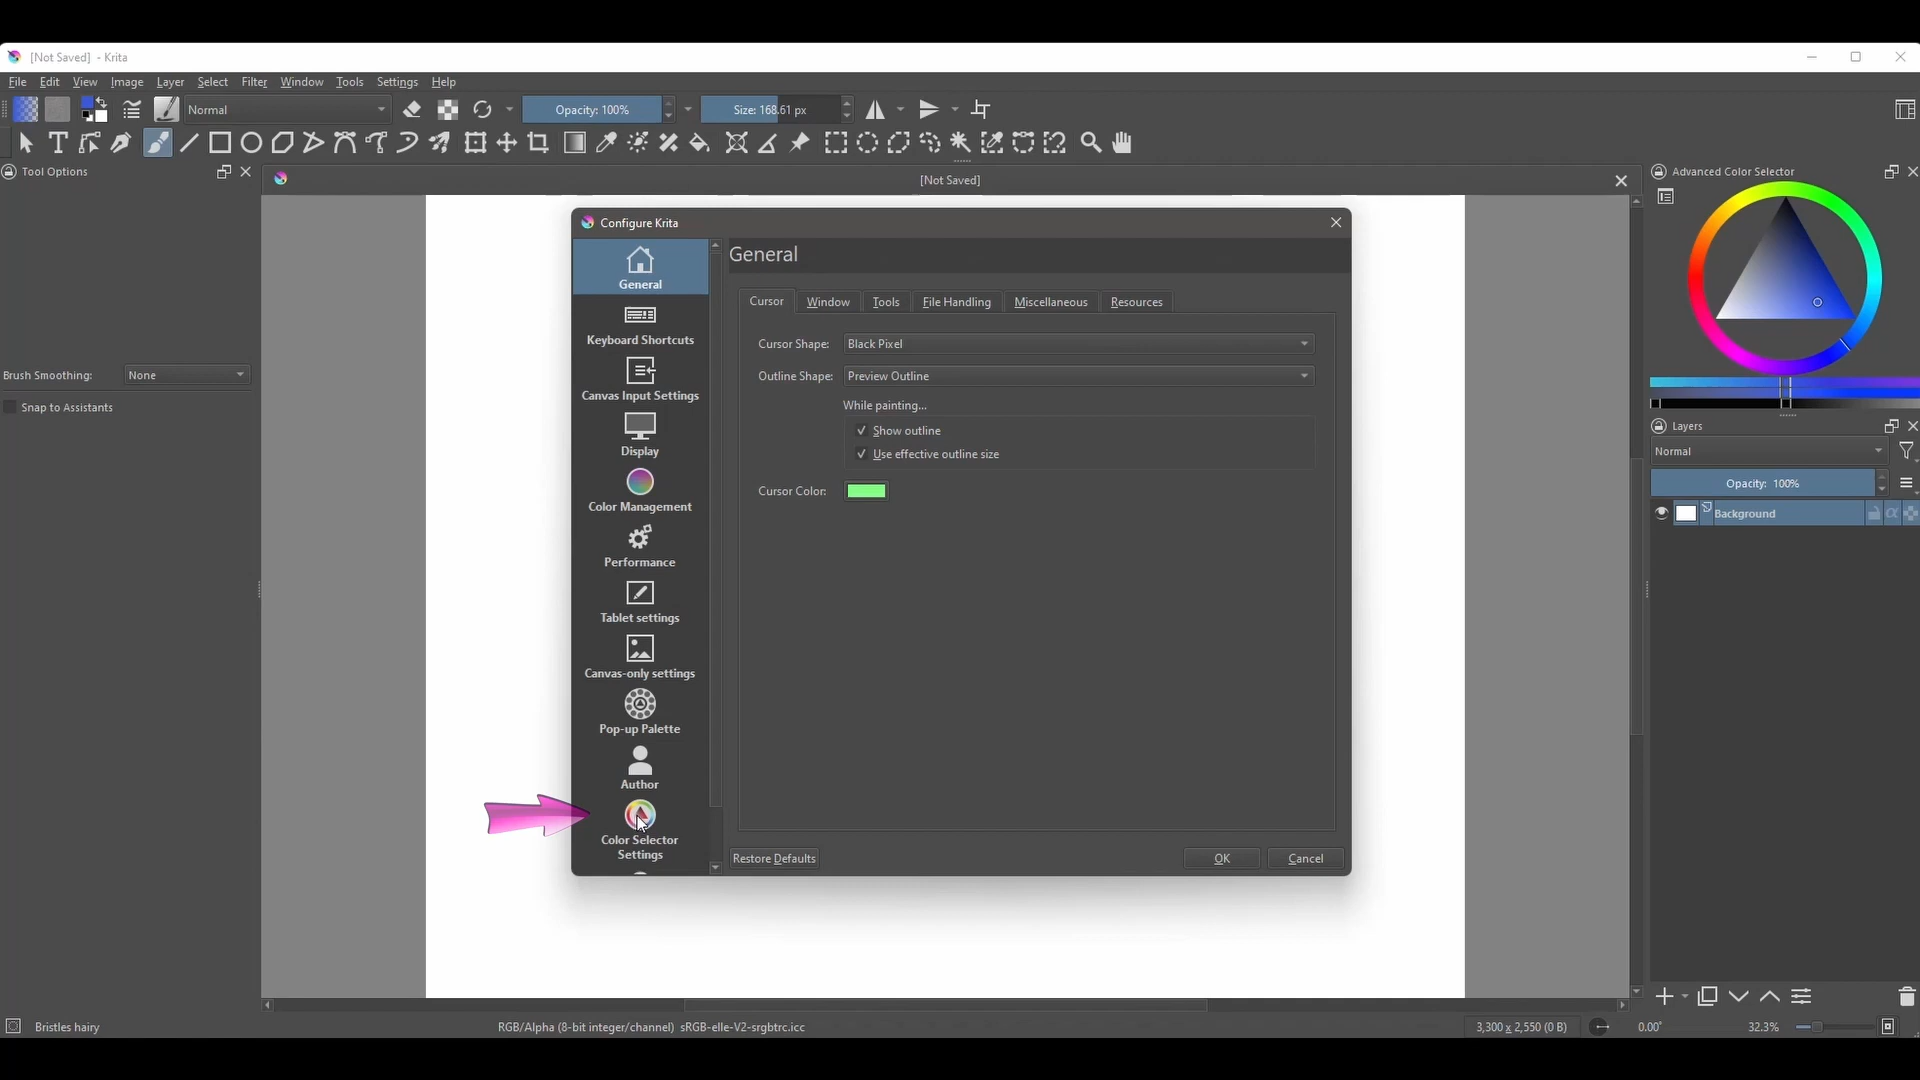 [Not Saved] - Krita
File Edit View Image Layer Select Filter Window Tools Settings Help
Normal
Opacity: 100%
Size: 168.61 px
Tool Options
[Not Saved]
Advanced Color Selector
Configure Krita
General
General
Cursor Window Tools File Handling Miscellaneous Resources
Keyboard Shortcuts
Cursor Shape: Black Pixel
Brush Smoothing: None
Outline Shape: Preview Outline
Canvas Input Settings
While painting...
Snap to Assistants
Show outline
Layers
Display
Normal
Use effective outline size
Opacity: 100%
Cursor Color:
Color Management
Background
Performance
Tablet settings
Canvas-only settings
Pop-up Palette
Author
Color Selector
Settings
Restore Defaults
OK
Cancel
Bristles hairy
RGB/Alpha (8-bit integer/channel) sRGB-elle-V2-srgbtrc.icc
3,300 x 2,550 (0 B)
0.00°
32.3%